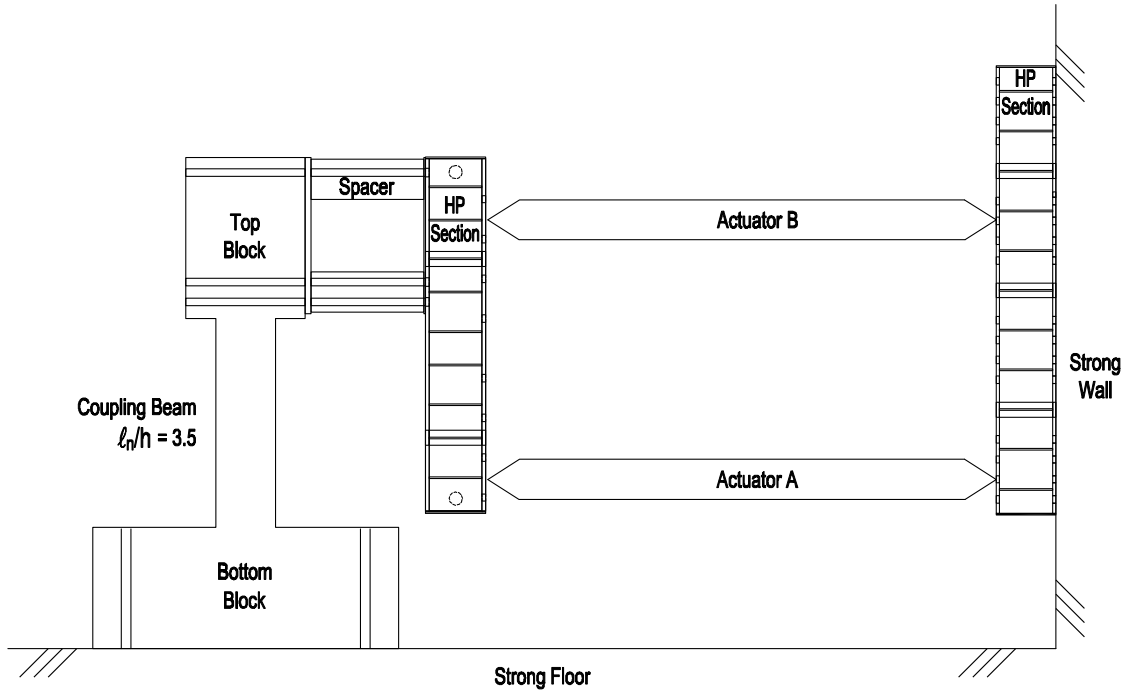 HP
Section
Spacer
Top
Block
HP
Section
Actuator B
Strong
Wall
Coupling Beam
ℓn/h = 3.5
Actuator A
Bottom
Block
Strong Floor